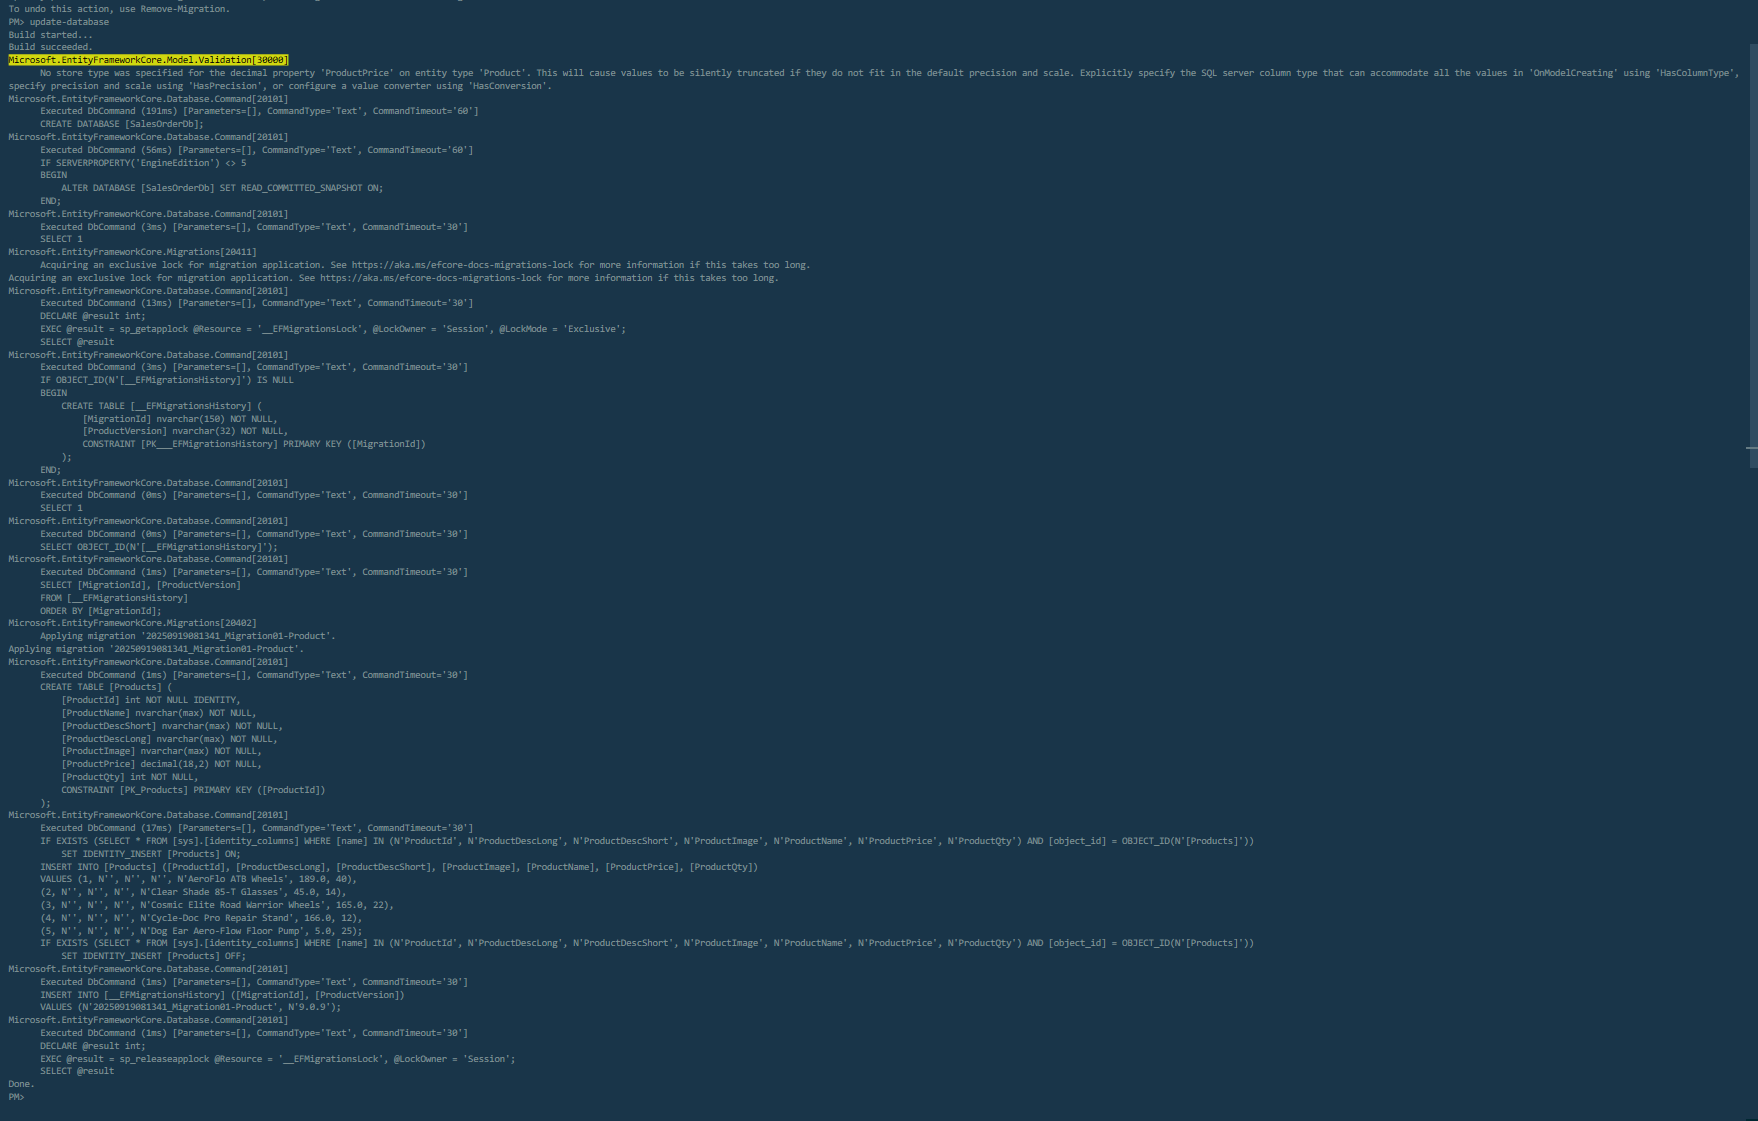 To undo this action, use Remove-Migration.
PM> update-database
Build started...
Build succeeded.
Microsoft.EntityFrameworkCore.Model.Validation[30000]
      No store type was specified for the decimal property 'ProductPrice' on entity type 'Product'. This will cause values to be silently truncated if they do not fit in the default precision and scale. Explicitly specify the SQL server column type that can accommodate all the values in 'OnModelCreating' using 'HasColumnType',
specify precision and scale using 'HasPrecision', or configure a value converter using 'HasConversion'.
Microsoft.EntityFrameworkCore.Database.Command[20101]
      Executed DbCommand (191ms) [Parameters=[], CommandType='Text', CommandTimeout='60']
      CREATE DATABASE [SalesOrderDb];
Microsoft.EntityFrameworkCore.Database.Command[20101]
      Executed DbCommand (56ms) [Parameters=[], CommandType='Text', CommandTimeout='60']
      IF SERVERPROPERTY('EngineEdition') <> 5
      BEGIN
          ALTER DATABASE [SalesOrderDb] SET READ_COMMITTED_SNAPSHOT ON;
      END;
Microsoft.EntityFrameworkCore.Database.Command[20101]
      Executed DbCommand (3ms) [Parameters=[], CommandType='Text', CommandTimeout='30']
      SELECT 1
Microsoft.EntityFrameworkCore.Migrations[20411]
      Acquiring an exclusive lock for migration application. See https://aka.ms/efcore-docs-migrations-lock for more information if this takes too long.
Acquiring an exclusive lock for migration application. See https://aka.ms/efcore-docs-migrations-lock for more information if this takes too long.
Microsoft.EntityFrameworkCore.Database.Command[20101]
      Executed DbCommand (13ms) [Parameters=[], CommandType='Text', CommandTimeout='30']
      DECLARE @result int;
      EXEC @result = sp_getapplock @Resource = '__EFMigrationsLock', @LockOwner = 'Session', @LockMode = 'Exclusive';
      SELECT @result
Microsoft.EntityFrameworkCore.Database.Command[20101]
      Executed DbCommand (3ms) [Parameters=[], CommandType='Text', CommandTimeout='30']
      IF OBJECT_ID(N'[__EFMigrationsHistory]') IS NULL
      BEGIN
          CREATE TABLE [__EFMigrationsHistory] (
              [MigrationId] nvarchar(150) NOT NULL,
              [ProductVersion] nvarchar(32) NOT NULL,
              CONSTRAINT [PK___EFMigrationsHistory] PRIMARY KEY ([MigrationId])
          );
      END;
Microsoft.EntityFrameworkCore.Database.Command[20101]
      Executed DbCommand (0ms) [Parameters=[], CommandType='Text', CommandTimeout='30']
      SELECT 1
Microsoft.EntityFrameworkCore.Database.Command[20101]
      Executed DbCommand (0ms) [Parameters=[], CommandType='Text', CommandTimeout='30']
      SELECT OBJECT_ID(N'[__EFMigrationsHistory]');
Microsoft.EntityFrameworkCore.Database.Command[20101]
      Executed DbCommand (1ms) [Parameters=[], CommandType='Text', CommandTimeout='30']
      SELECT [MigrationId], [ProductVersion]
      FROM [__EFMigrationsHistory]
      ORDER BY [MigrationId];
Microsoft.EntityFrameworkCore.Migrations[20402]
      Applying migration '20250919081341_Migration01-Product'.
Applying migration '20250919081341_Migration01-Product'.
Microsoft.EntityFrameworkCore.Database.Command[20101]
      Executed DbCommand (1ms) [Parameters=[], CommandType='Text', CommandTimeout='30']
      CREATE TABLE [Products] (
          [ProductId] int NOT NULL IDENTITY,
          [ProductName] nvarchar(max) NOT NULL,
          [ProductDescShort] nvarchar(max) NOT NULL,
          [ProductDescLong] nvarchar(max) NOT NULL,
          [ProductImage] nvarchar(max) NOT NULL,
          [ProductPrice] decimal(18,2) NOT NULL,
          [ProductQty] int NOT NULL,
          CONSTRAINT [PK_Products] PRIMARY KEY ([ProductId])
      );
Microsoft.EntityFrameworkCore.Database.Command[20101]
      Executed DbCommand (17ms) [Parameters=[], CommandType='Text', CommandTimeout='30']
      IF EXISTS (SELECT * FROM [sys].[identity_columns] WHERE [name] IN (N'ProductId', N'ProductDescLong', N'ProductDescShort', N'ProductImage', N'ProductName', N'ProductPrice', N'ProductQty') AND [object_id] = OBJECT_ID(N'[Products]'))
          SET IDENTITY_INSERT [Products] ON;
      INSERT INTO [Products] ([ProductId], [ProductDescLong], [ProductDescShort], [ProductImage], [ProductName], [ProductPrice], [ProductQty])
      VALUES (1, N'', N'', N'', N'AeroFlo ATB Wheels', 189.0, 40),
      (2, N'', N'', N'', N'Clear Shade 85-T Glasses', 45.0, 14),
      (3, N'', N'', N'', N'Cosmic Elite Road Warrior Wheels', 165.0, 22),
      (4, N'', N'', N'', N'Cycle-Doc Pro Repair Stand', 166.0, 12),
      (5, N'', N'', N'', N'Dog Ear Aero-Flow Floor Pump', 5.0, 25);
      IF EXISTS (SELECT * FROM [sys].[identity_columns] WHERE [name] IN (N'ProductId', N'ProductDescLong', N'ProductDescShort', N'ProductImage', N'ProductName', N'ProductPrice', N'ProductQty') AND [object_id] = OBJECT_ID(N'[Products]'))
          SET IDENTITY_INSERT [Products] OFF;
Microsoft.EntityFrameworkCore.Database.Command[20101]
      Executed DbCommand (1ms) [Parameters=[], CommandType='Text', CommandTimeout='30']
      INSERT INTO [__EFMigrationsHistory] ([MigrationId], [ProductVersion])
      VALUES (N'20250919081341_Migration01-Product', N'9.0.9');
Microsoft.EntityFrameworkCore.Database.Command[20101]
      Executed DbCommand (1ms) [Parameters=[], CommandType='Text', CommandTimeout='30']
      DECLARE @result int;
      EXEC @result = sp_releaseapplock @Resource = '__EFMigrationsLock', @LockOwner = 'Session';
      SELECT @result
Done.
PM>